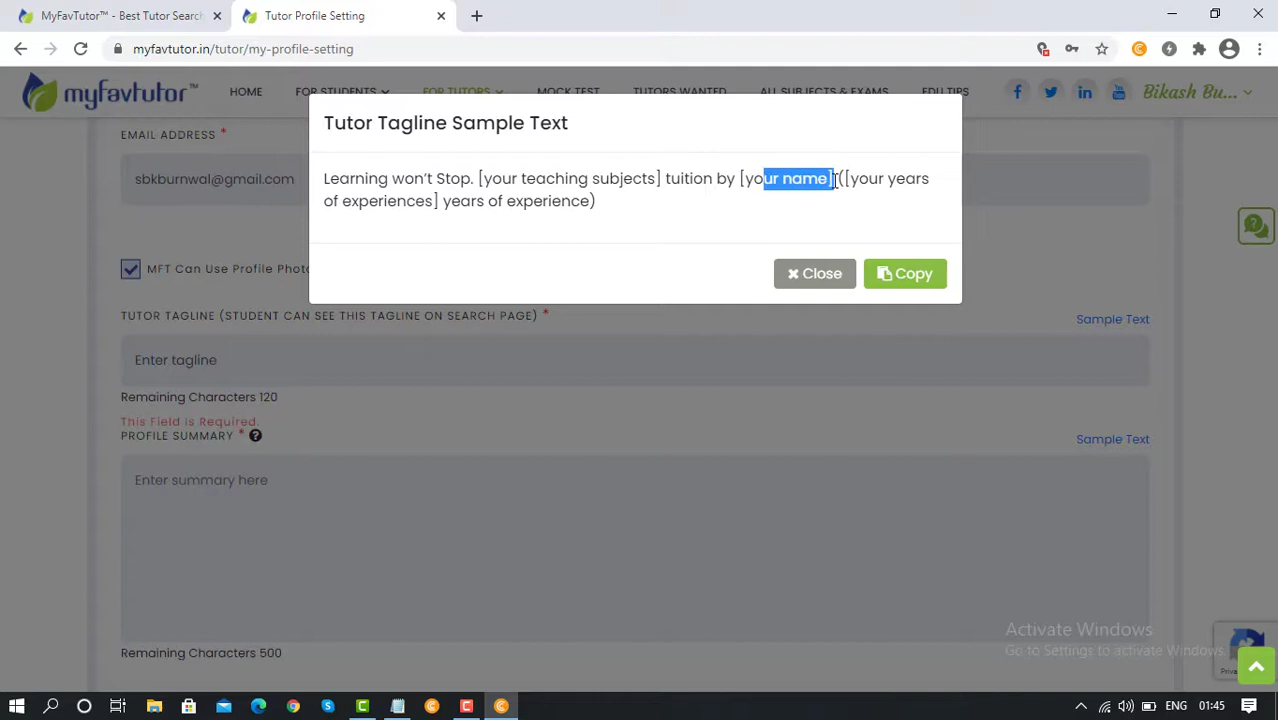 MyFavTutor™ - Best Tutor Searc
Tutor Profile Setting
myfavtutor.in/tutor/my-profile-setting
myfavtutor™
HOME
FOR STUDENTS
FOR TUTORS
MOCK TEST
TUTORS WANTED
ALL SUBJECTS & EXAMS
EDU TIPS
Bikash Bu...
EMAIL ADDRESS *
sbkburnwal@gmail.com
Tutor Tagline Sample Text
Learning won't Stop. [your teaching subjects] tuition by [your name] ([your years
of experiences] years of experience)
Close
Copy
MFT Can Use Profile Photo
TUTOR TAGLINE (STUDENT CAN SEE THIS TAGLINE ON SEARCH PAGE) *
Sample Text
Enter tagline
Remaining Characters 120
This Field is Required.
PROFILE SUMMARY *
Sample Text
Enter summary here
Remaining Characters 500
Activate Windows
Go to Settings to activate Windows.
01:45